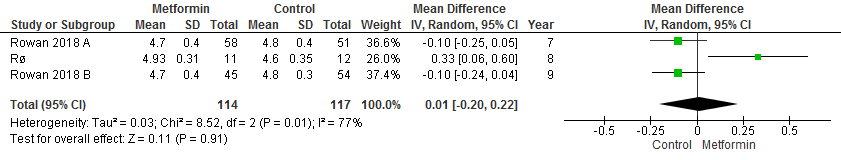 Metformin Control Mean Difference Mean Difference
Study or Subgroup Mean SD Total Mean SD Total Weight IV, Random, 95% CI Year IV, Random, 95% CI
Rowan 2018 A 4.7 0.4 58 4.8 0.4 51 36.6% -0.10 [-0.25, 0.05] 7
Rø 4.93 0.31 11 4.6 0.35 12 26.0% 0.33 [0.06, 0.60] 8
Rowan 2018 B 4.7 0.4 45 4.8 0.3 54 37.4% -0.10 [-0.24, 0.04] 9
Total (95% CI) 114 117 100.0% 0.01 [-0.20, 0.22]
Heterogeneity: Tau² = 0.03; Chi² = 8.52, df = 2 (P = 0.01); I² = 77%
Test for overall effect: Z = 0.11 (P = 0.91)
-0.5 -0.25 0 0.25 0.5
Control Metformin